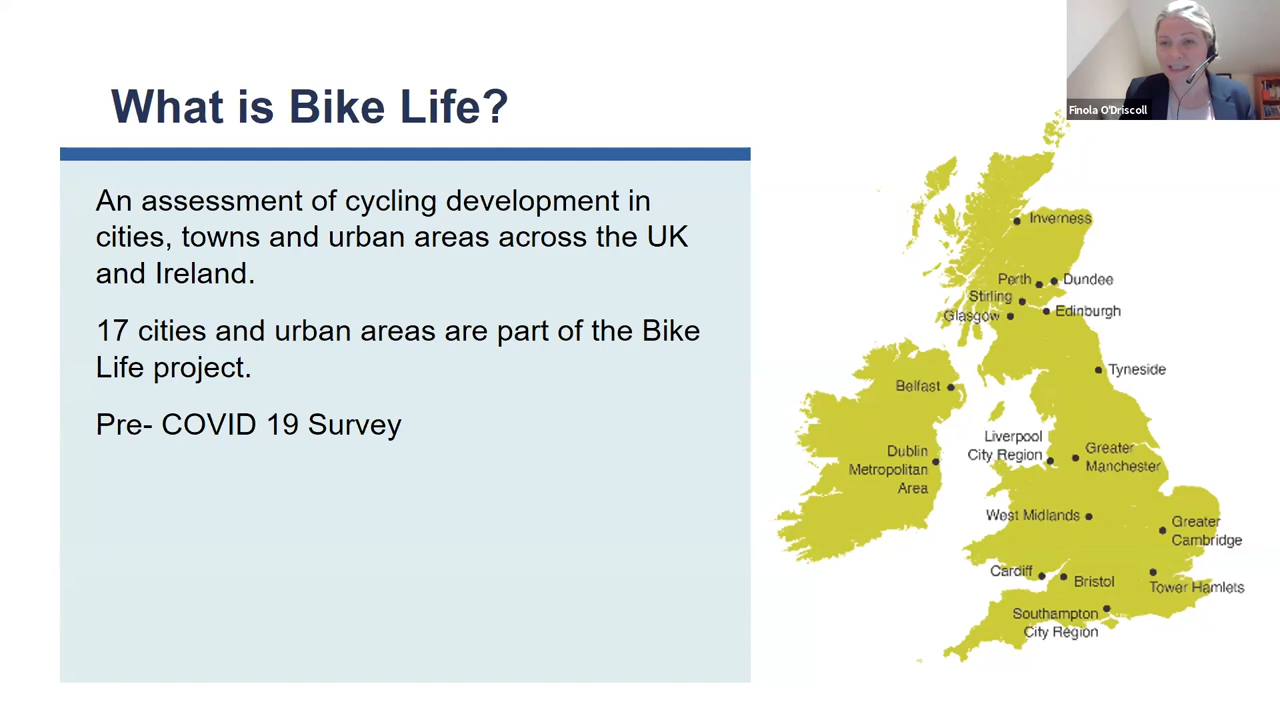 What is Bike Life?
An assessment of cycling development in
cities, towns and urban areas across the UK
and Ireland.
17 cities and urban areas are part of the Bike
Life project.
Pre- COVID 19 Survey
Finola O'Driscoll
Inverness
Perth
Dundee
Stirling
Glasgow
Edinburgh
Tyneside
Belfast
Liverpool
City Region
Greater
Manchester
Dublin
Metropolitan
Area
West Midlands
Greater
Cambridge
Cardiff
Bristol
Tower Hamlets
Southampton
City Region